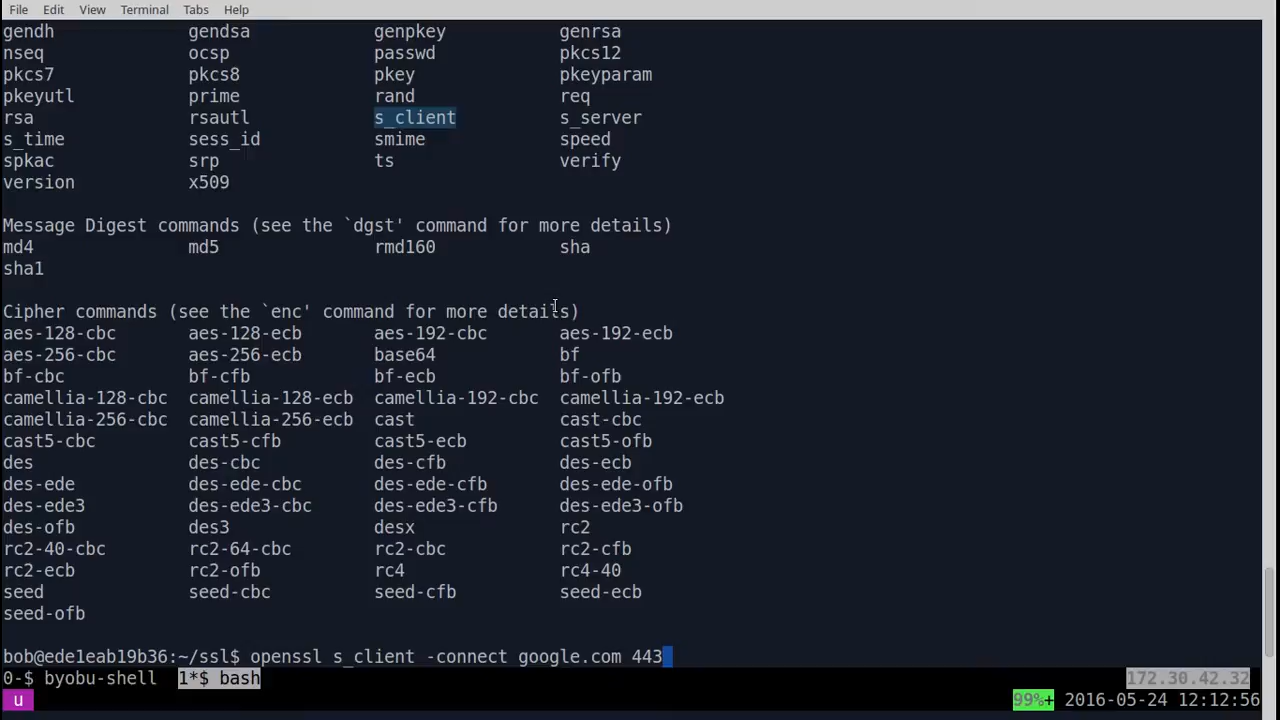 File Edit View Terminal Tabs Help
gendh gendsa genpkey genrsa
nseq ocsp passwd pkcs12
pkcs7 pkcs8 pkey pkeyparam
pkeyutl prime rand req
rsa rsautl s_client s_server
s_time sess_id smime speed
spkac srp ts verify
version x509
Message Digest commands (see the `dgst' command for more details)
md4 md5 rmd160 sha
sha1
Cipher commands (see the `enc' command for more details)
aes-128-cbc aes-128-ecb aes-192-cbc aes-192-ecb
aes-256-cbc aes-256-ecb base64 bf
bf-cbc bf-cfb bf-ecb bf-ofb
camellia-128-cbc camellia-128-ecb camellia-192-cbc camellia-192-ecb
camellia-256-cbc camellia-256-ecb cast cast-cbc
cast5-cbc cast5-cfb cast5-ecb cast5-ofb
des des-cbc des-cfb des-ecb
des-ede des-ede-cbc des-ede-cfb des-ede-ofb
des-ede3 des-ede3-cbc des-ede3-cfb des-ede3-ofb
des-ofb des3 desx rc2
rc2-40-cbc rc2-64-cbc rc2-cbc rc2-cfb
rc2-ecb rc2-ofb rc4 rc4-40
seed seed-cbc seed-cfb seed-ecb
seed-ofb
bob@ede1eab19b36:~/ssl$ openssl s_client -connect google.com 443
0-$ byobu-shell 1*$ bash 172.30.42.32
u 99%+ 2016-05-24 12:12:56